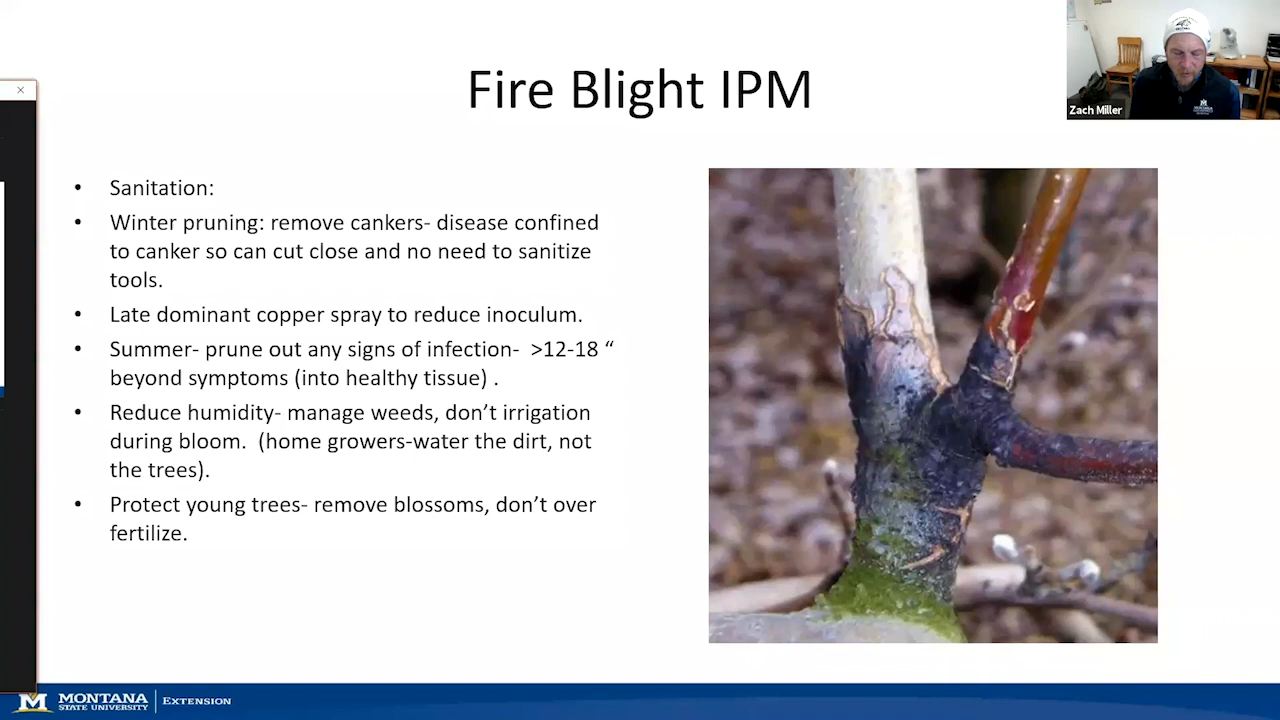 Fire Blight IPM
Zach Miller
• Sanitation:
• Winter pruning: remove cankers- disease confined
to canker so can cut close and no need to sanitize
tools.
• Late dominant copper spray to reduce inoculum.
• Summer- prune out any signs of infection- >12-18 “
beyond symptoms (into healthy tissue) .
• Reduce humidity- manage weeds, don’t irrigation
during bloom. (home growers-water the dirt, not
the trees).
• Protect young trees- remove blossoms, don’t over
fertilize.
M MONTANA
STATE UNIVERSITY
EXTENSION